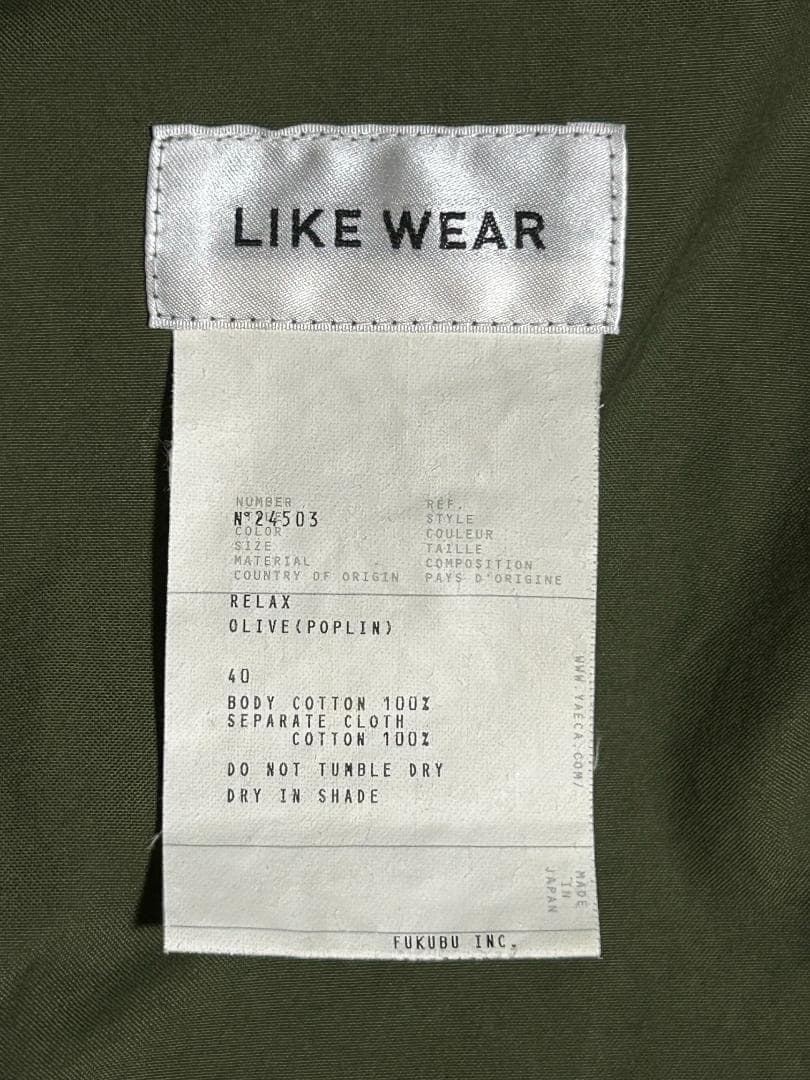 LIKE WEAR
NUMBER REF.
Nº24503 STYLE
COLOR COULEUR
SIZE TAILLE
MATERIAL COMPOSITION
COUNTRY OF ORIGIN PAYS D'ORIGINE
RELAX
OLIVE(POPLIN)
40
BODY COTTON 100%
SEPARATE CLOTH
COTTON 100%
DO NOT TUMBLE DRY
DRY IN SHADE
WWW.YAECA.COM/
MADE
IN
JAPAN
FUKUBU INC.